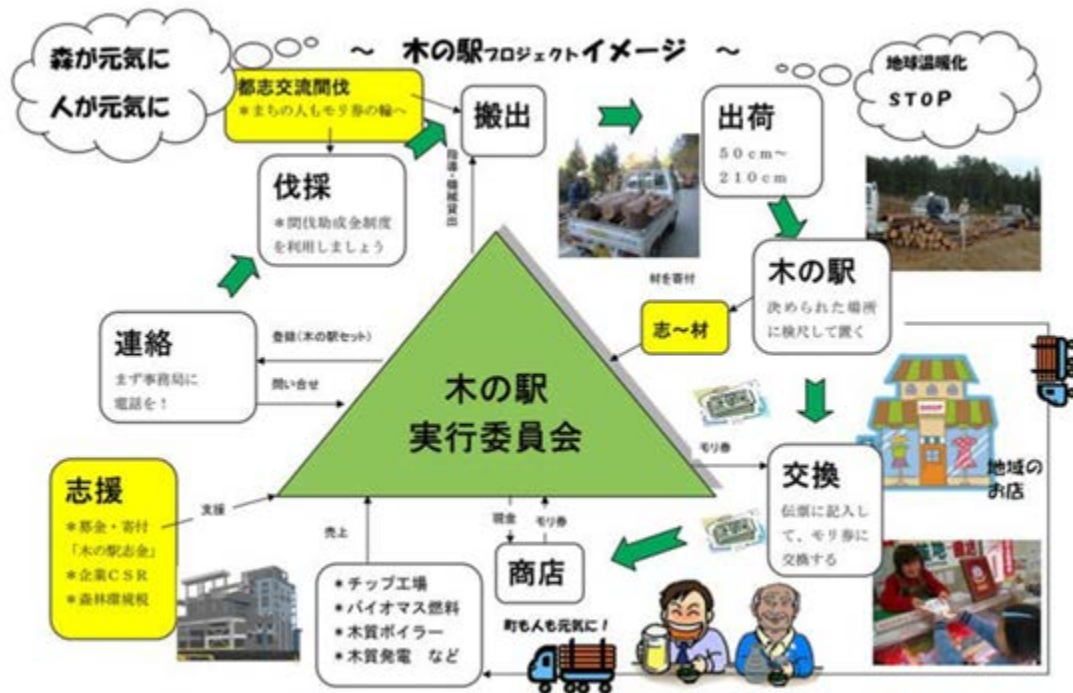 ～ 木の駅プロジェクトイメージ ～
森が元気に
人が元気に
地球温暖化
STOP
都志交流間伐
＊まちの人もモリ券の輪へ
搬出
出荷
50cm～
210cm
伐採
＊間伐助成金制度
を利用しましょう
指導・機械貸出
木の駅
決められた場所
に検尺して置く
材を寄付
志～材
連絡
まず事務局に
電話を！
登録(木の駅セット)
問い合せ
木の駅
実行委員会
SHOP
地域の
お店
モリ券
交換
伝票に記入し
て、モリ券に
交換する
志援
＊募金・寄付
「木の駅志金」
＊企業CSR
＊森林環境税
支援
売上
現金
モリ券
商店
＊チップ工場
＊バイオマス燃料
＊木質ボイラー
＊木質発電 など
町も人も元気に！